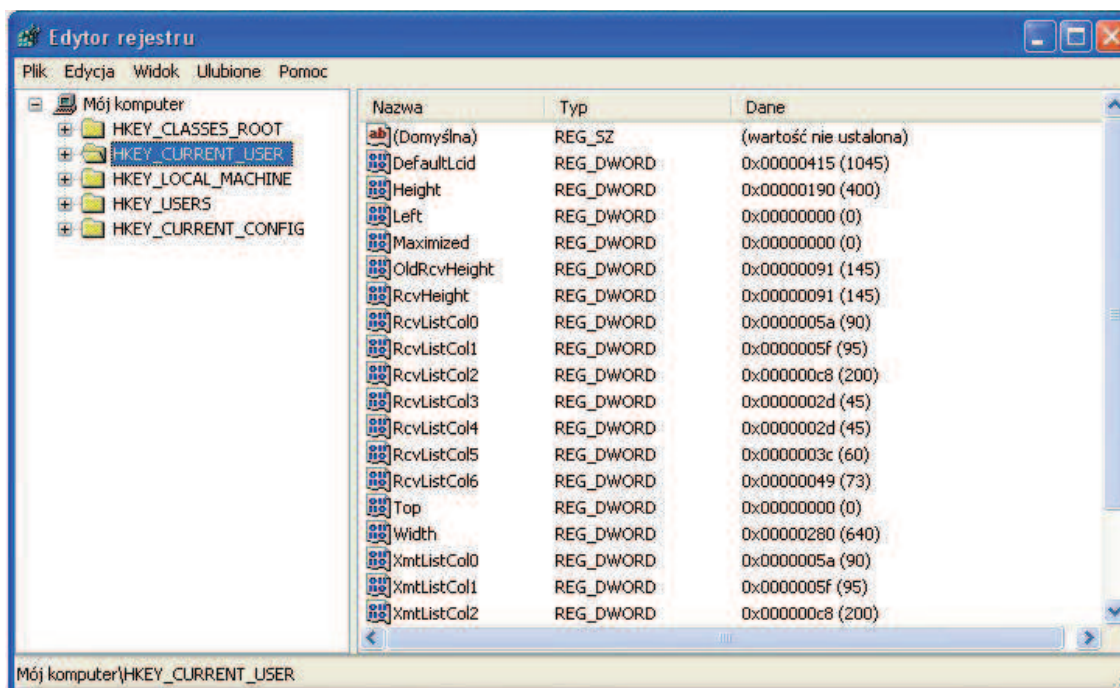 Edytor rejestru
Plik Edycja Widok Ulubione Pomoc
Mój komputer
HKEY_CLASSES_ROOT
HKEY_CURRENT_USER
HKEY_LOCAL_MACHINE
HKEY_USERS
HKEY_CURRENT_CONFIG
Nazwa Typ Dane
(Domyślna) REG_SZ (wartość nie ustalona)
DefaultLcid REG_DWORD 0x00000415 (1045)
Height REG_DWORD 0x00000190 (400)
Left REG_DWORD 0x00000000 (0)
Maximized REG_DWORD 0x00000000 (0)
OldRcvHeight REG_DWORD 0x00000091 (145)
RcvHeight REG_DWORD 0x00000091 (145)
RcvListCol0 REG_DWORD 0x0000005a (90)
RcvListCol1 REG_DWORD 0x0000005f (95)
RcvListCol2 REG_DWORD 0x000000c8 (200)
RcvListCol3 REG_DWORD 0x0000002d (45)
RcvListCol4 REG_DWORD 0x0000002d (45)
RcvListCol5 REG_DWORD 0x0000003c (60)
RcvListCol6 REG_DWORD 0x00000049 (73)
Top REG_DWORD 0x00000000 (0)
Width REG_DWORD 0x00000280 (640)
XmtListCol0 REG_DWORD 0x0000005a (90)
XmtListCol1 REG_DWORD 0x0000005f (95)
XmtListCol2 REG_DWORD 0x000000c8 (200)
Mój komputer\HKEY_CURRENT_USER